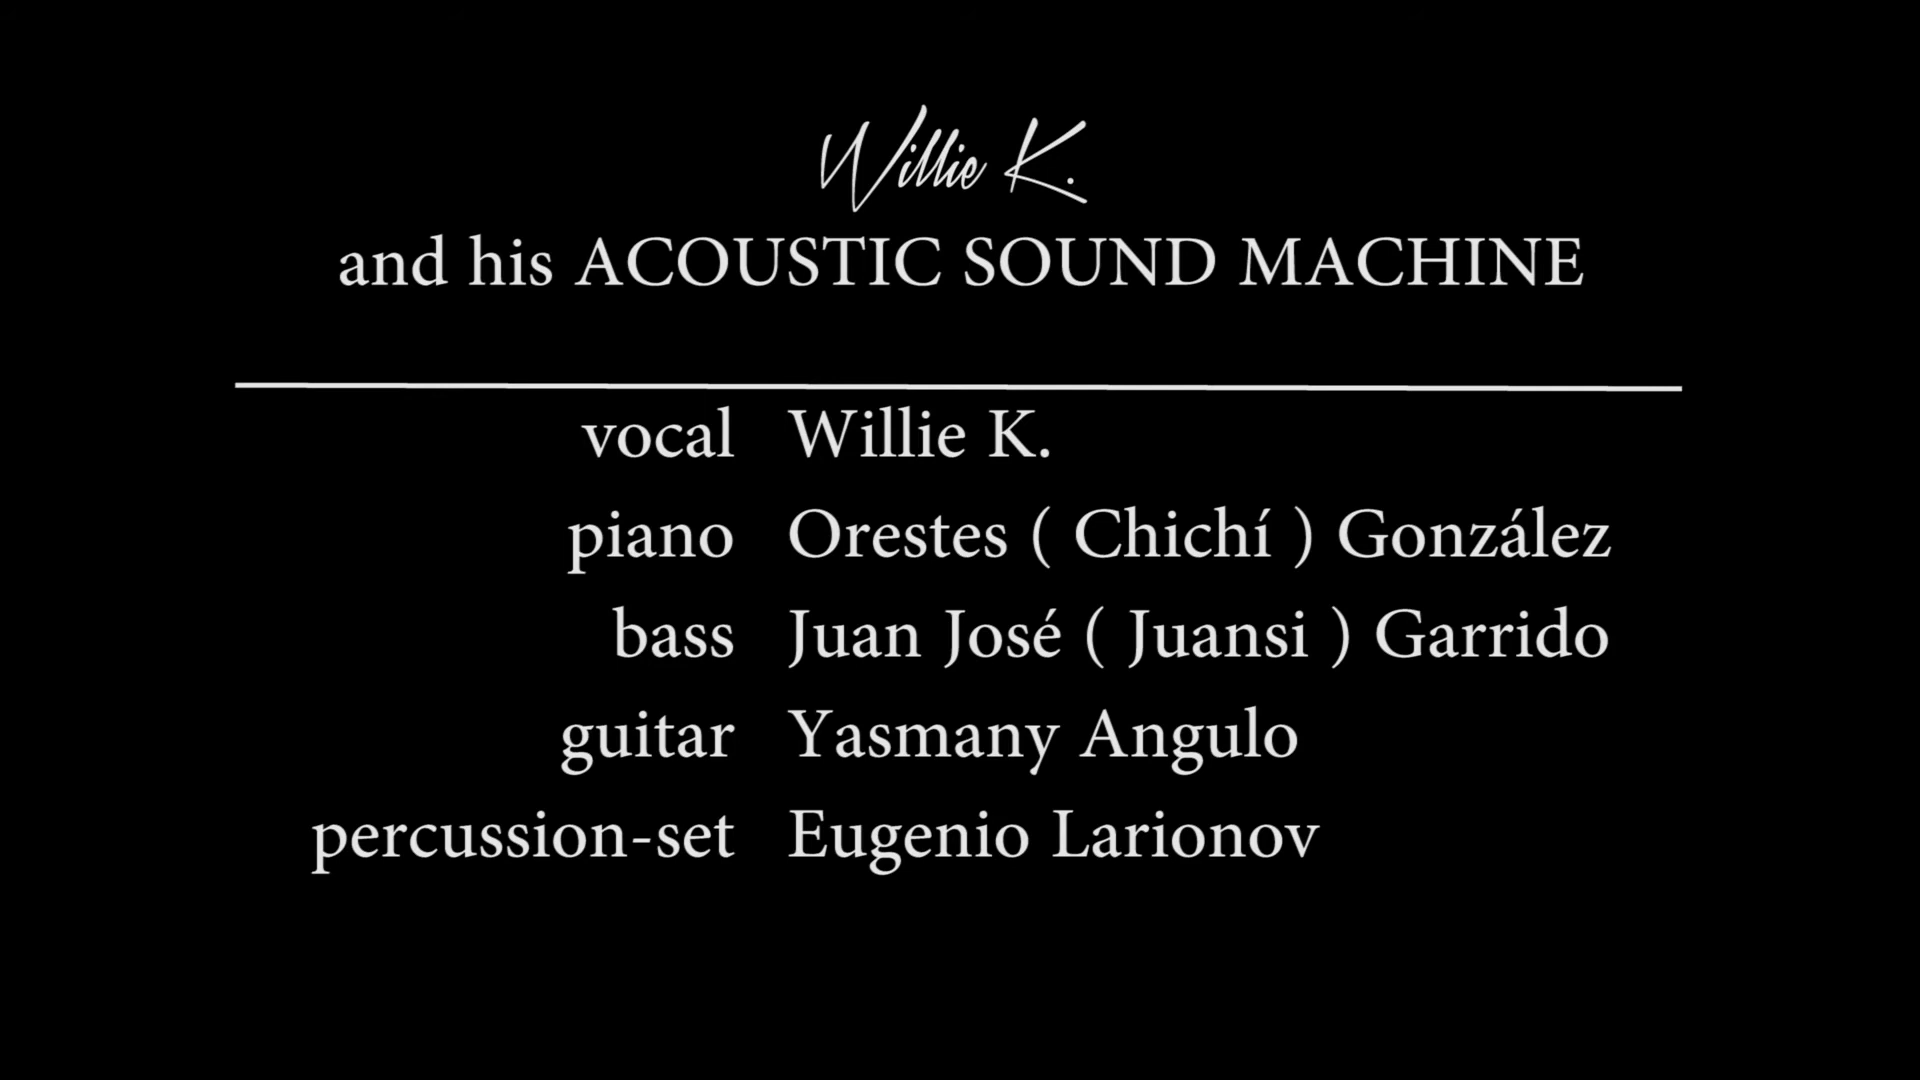 Willie K.
and his ACOUSTIC SOUND MACHINE
vocal Willie K.
piano Orestes ( Chichí ) González
bass Juan José ( Juansi ) Garrido
guitar Yasmany Angulo
percussion-set Eugenio Larionov